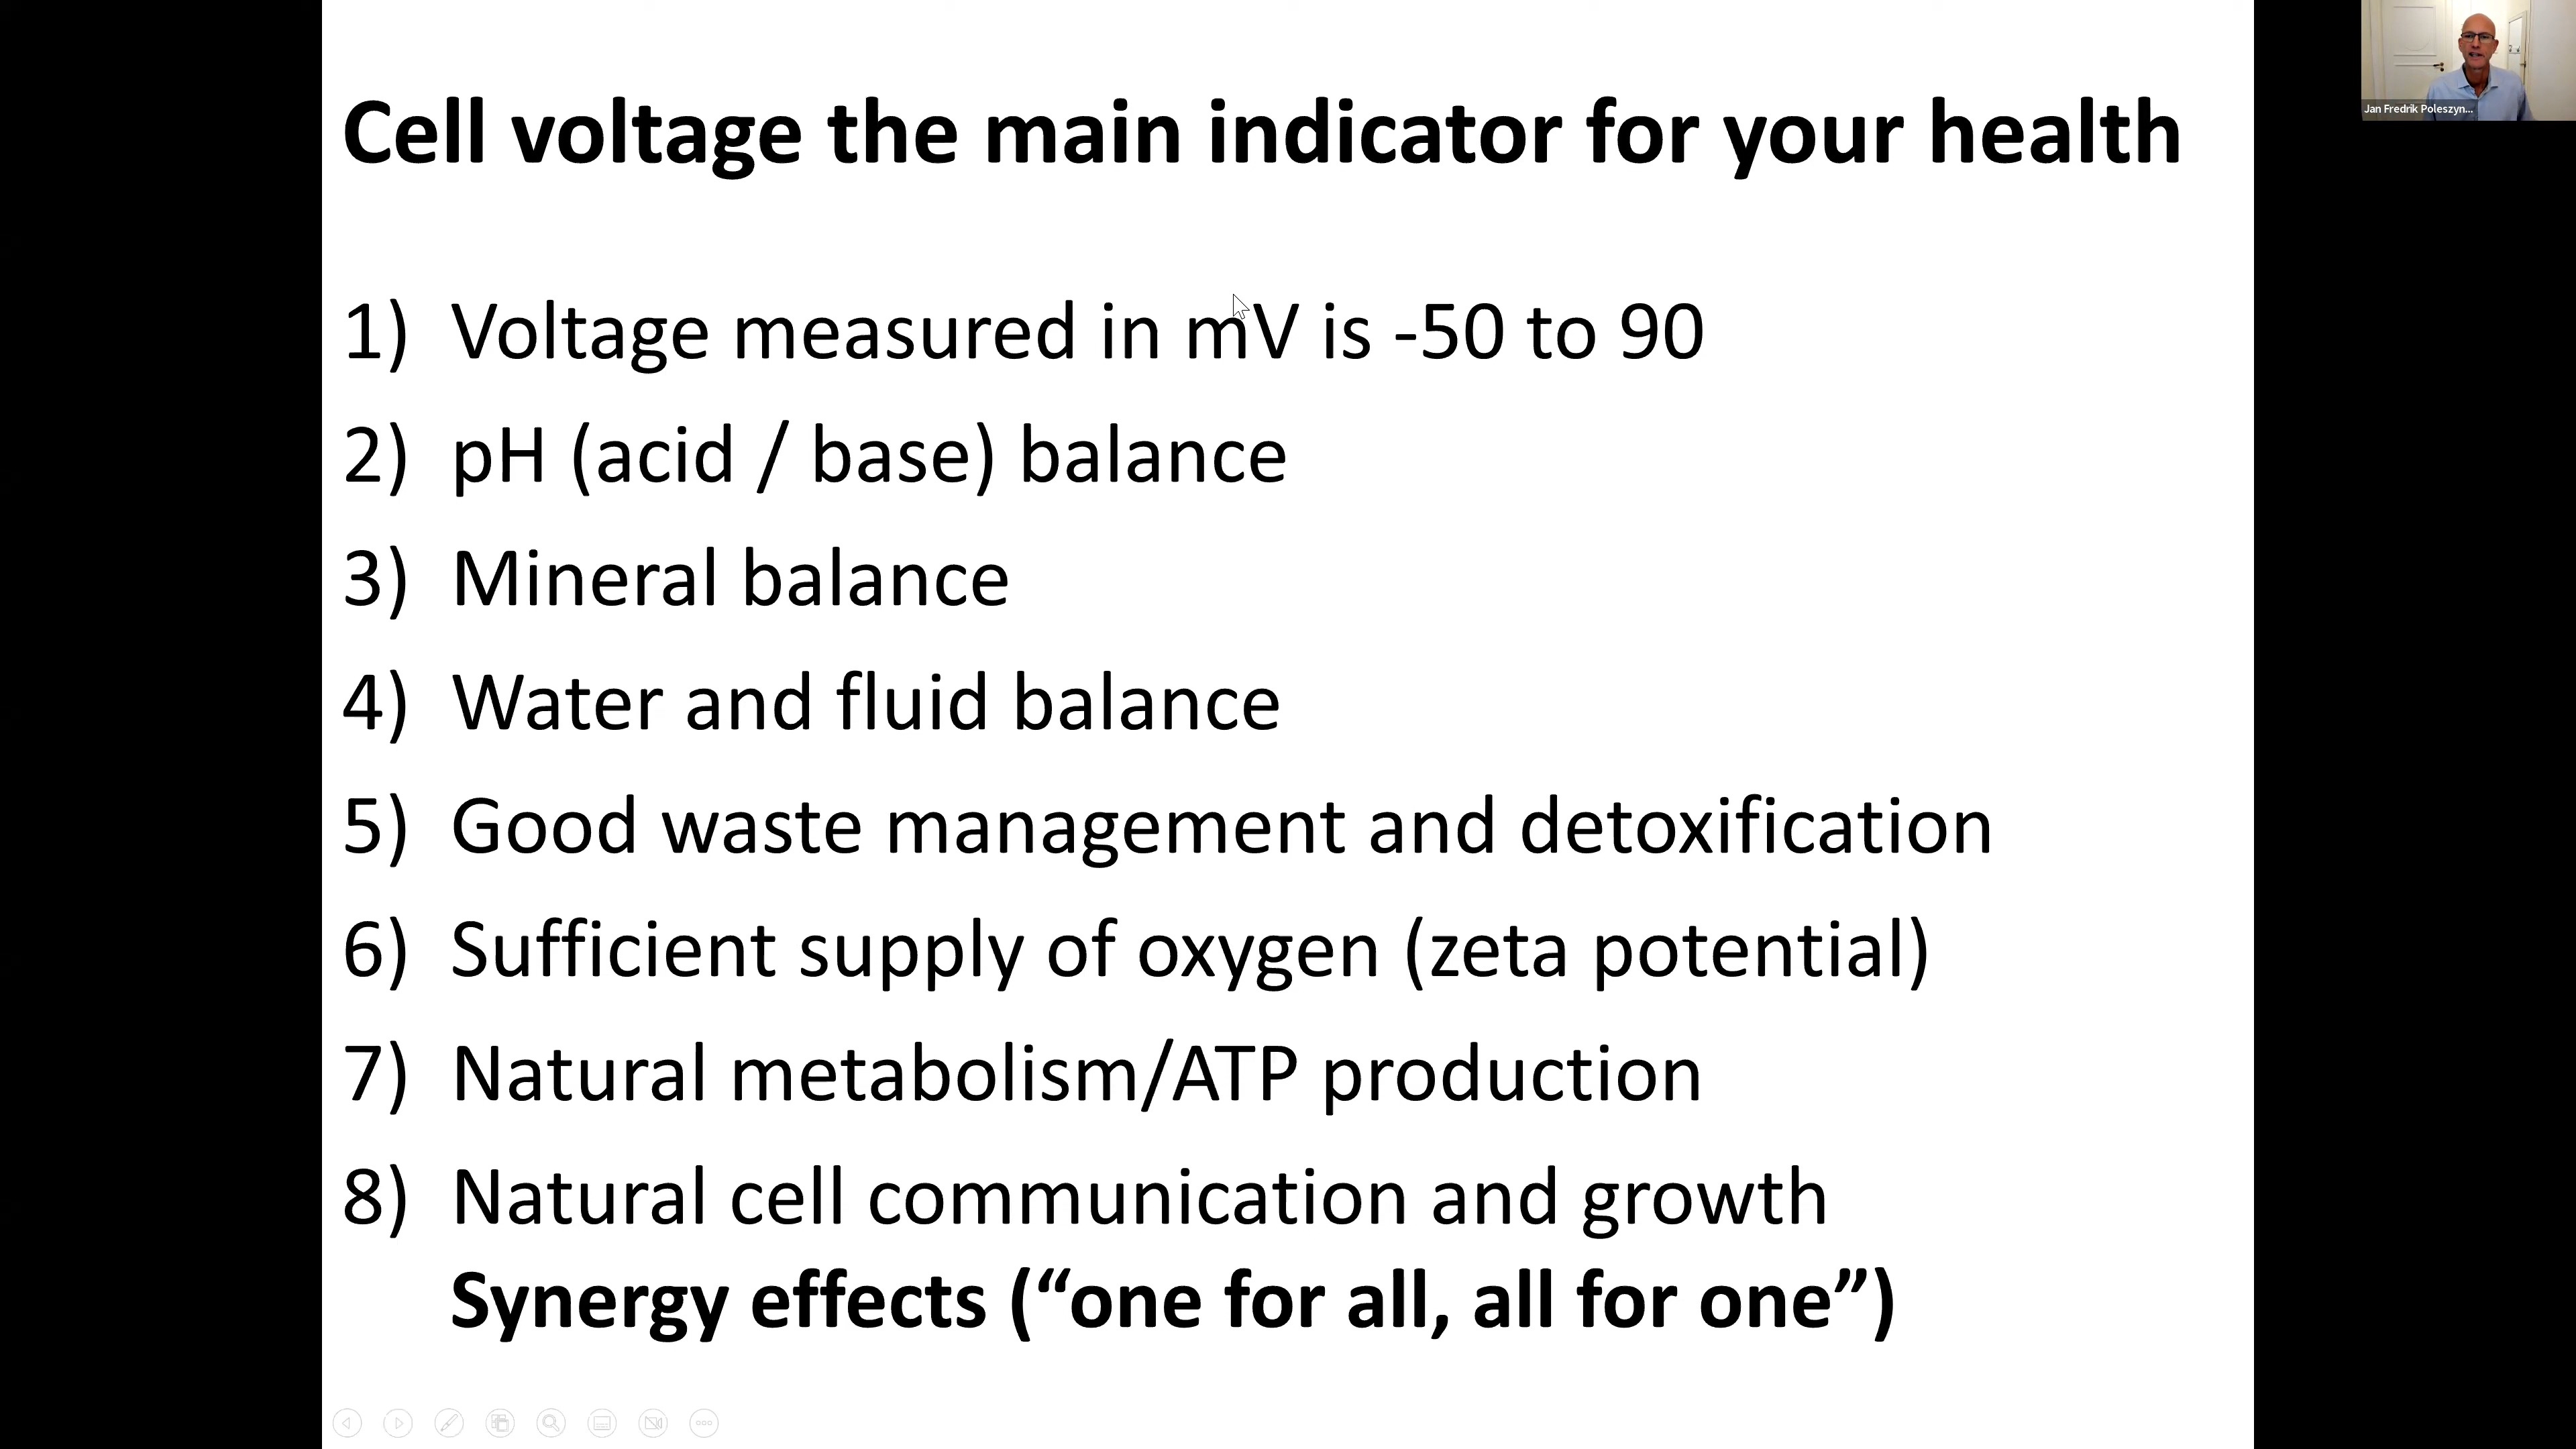 Cell voltage the main indicator for your health
1) Voltage measured in mV is -50 to 90
2) pH (acid / base) balance
3) Mineral balance
4) Water and fluid balance
5) Good waste management and detoxification
6) Sufficient supply of oxygen (zeta potential)
7) Natural metabolism/ATP production
8) Natural cell communication and growth
Synergy effects (“one for all, all for one”)
Jan Fredrik Poleszyn...